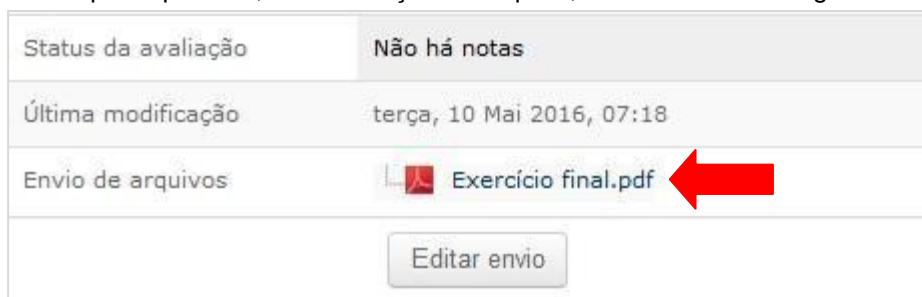 Status da avaliação Não há notas
Última modificação terça, 10 Mai 2016, 07:18
Envio de arquivos Exercício final.pdf
Editar envio